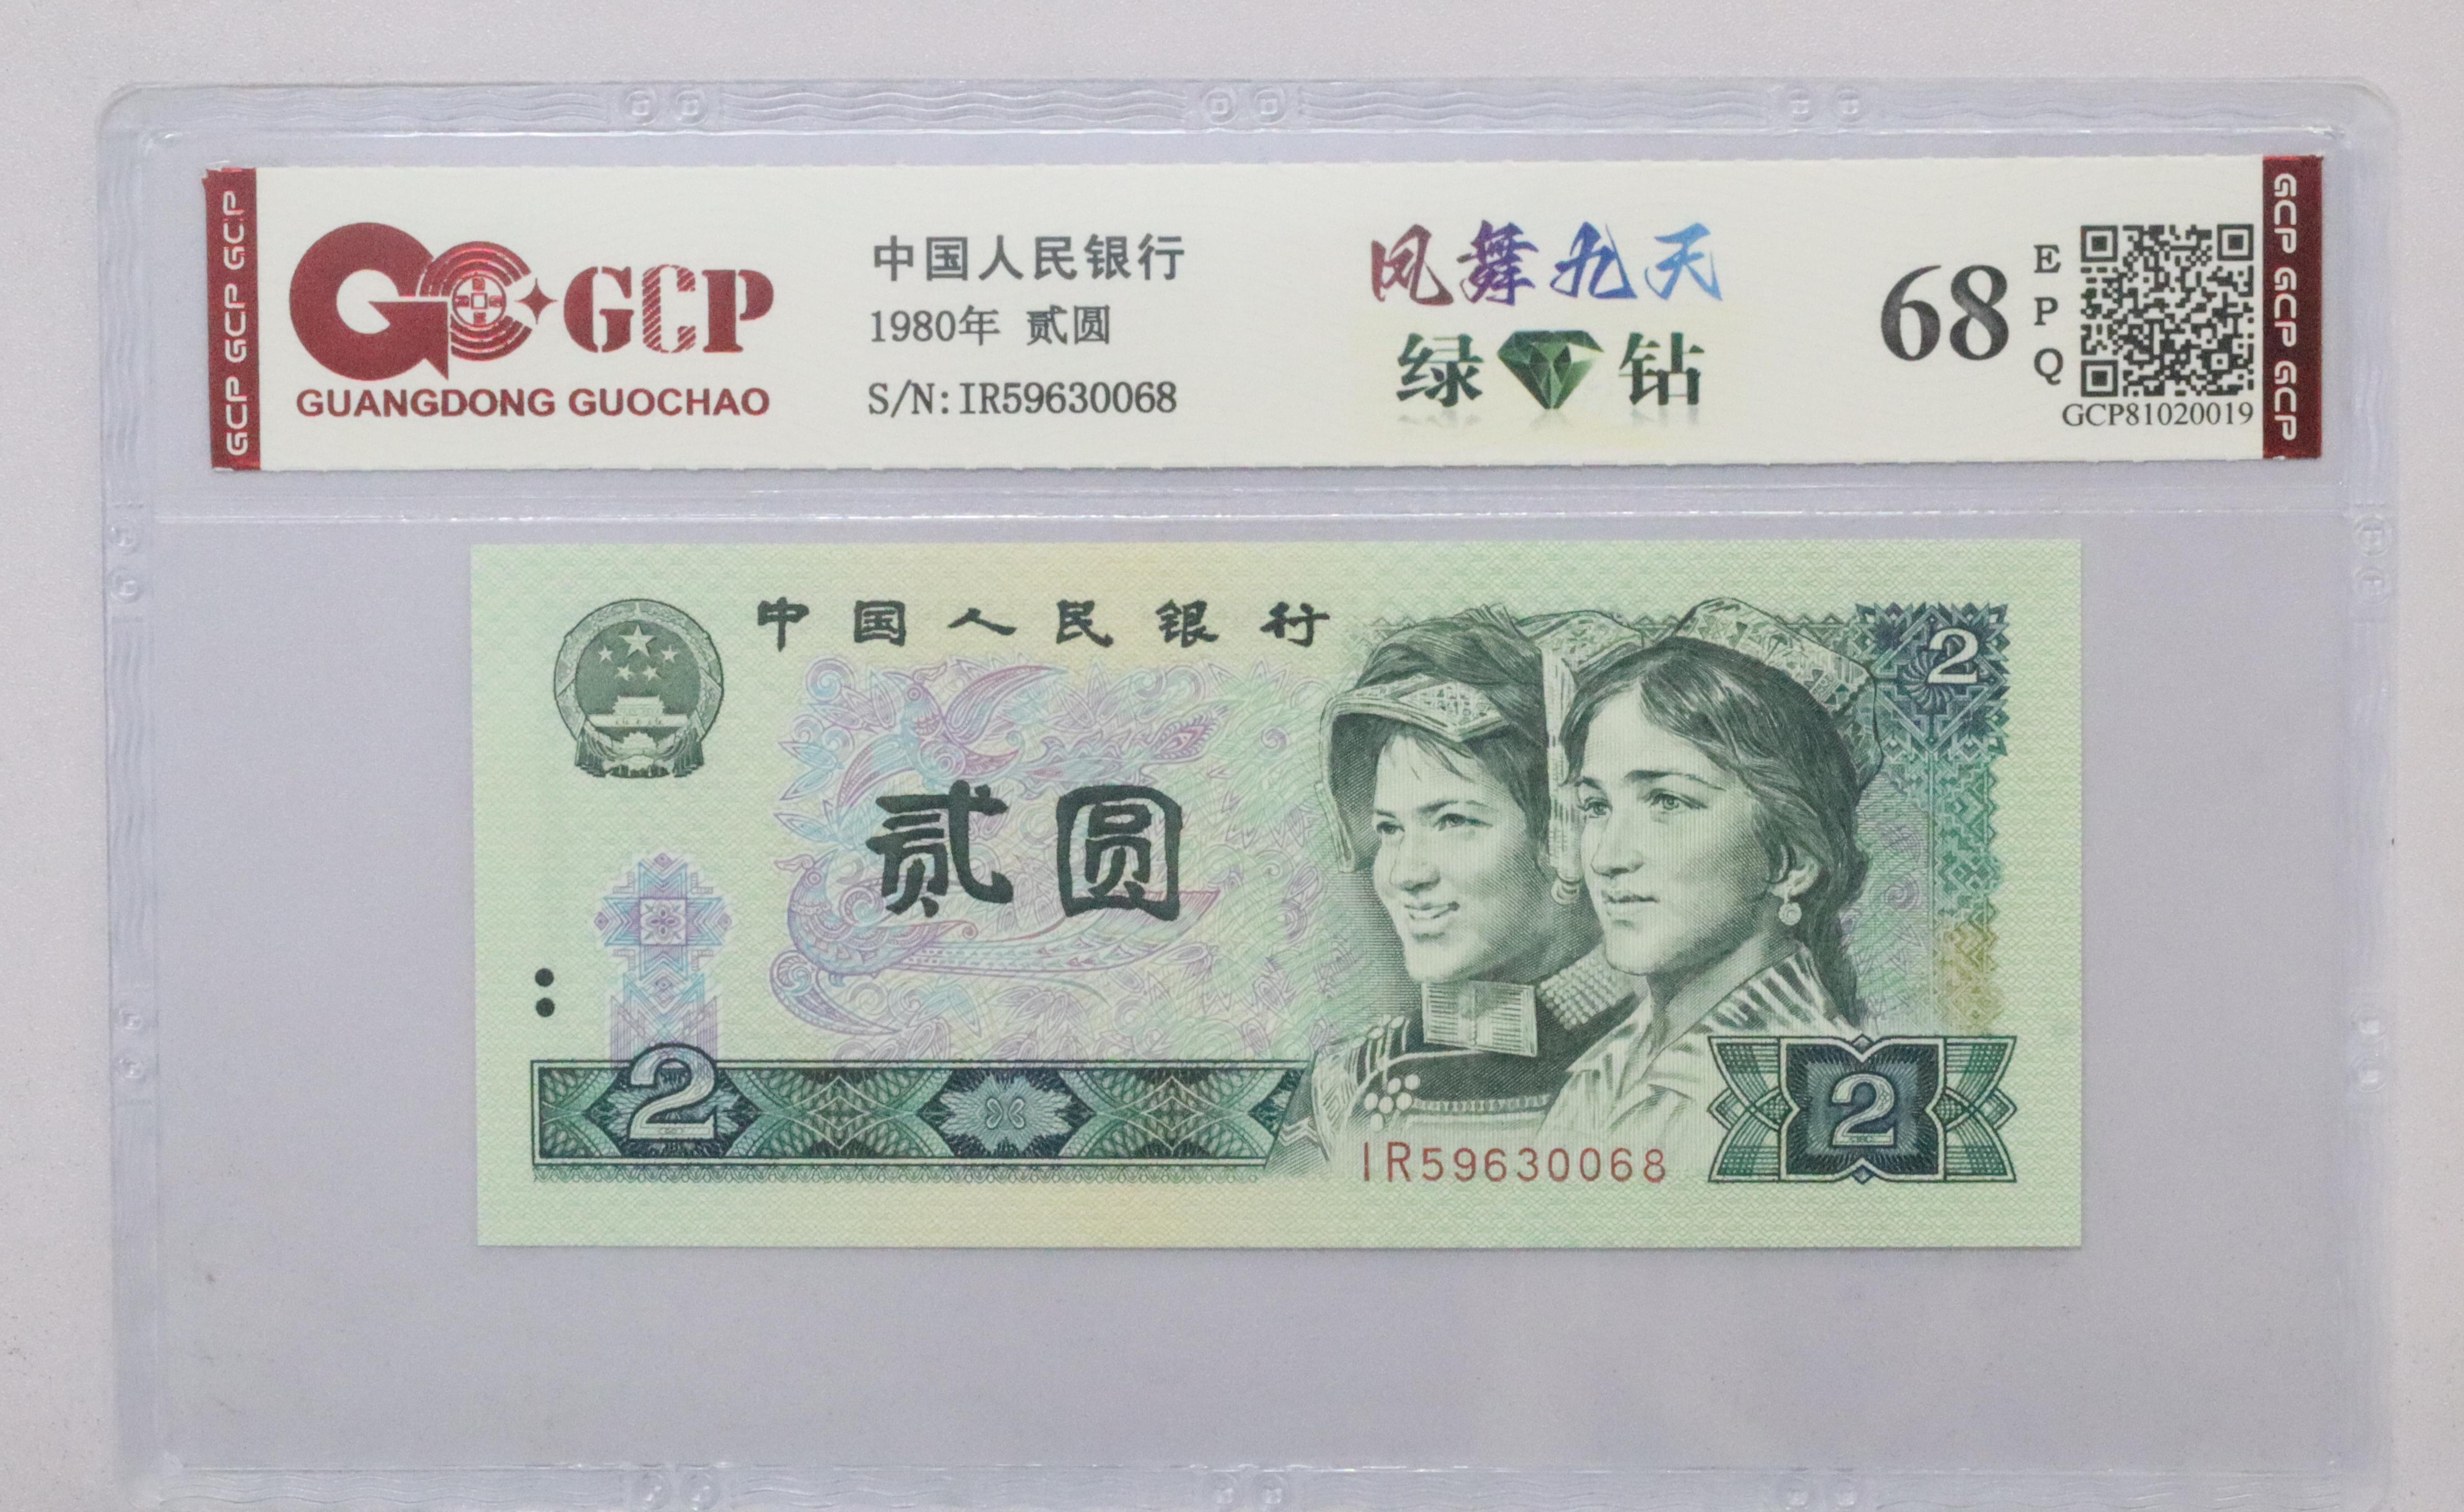 GCP GCP GCP
GCP
GUANGDONG GUOCHAO
中国人民银行
1980年 贰圆
S/N:IR59630068
凤舞九天
绿 钻
68
E
P
Q
GCP81020019
GCP GCP GCP
中国人民银行
2
贰圆
2
2
IR59630068